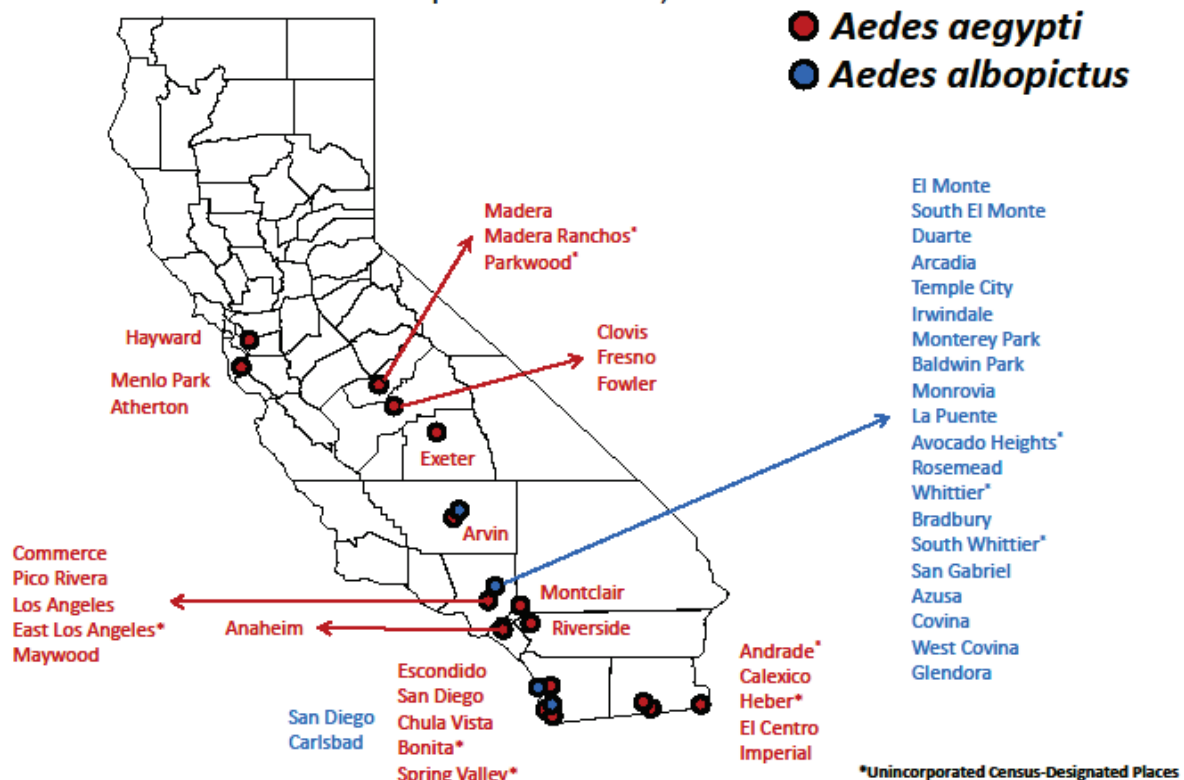 Aedes aegypti
Aedes albopictus
El Monte
South El Monte
Duarte
Arcadia
Temple City
Irwindale
Monterey Park
Baldwin Park
Monrovia
La Puente
Avocado Heights*
Rosemead
Whittier*
Bradbury
South Whittier*
San Gabriel
Azusa
Covina
West Covina
Glendora
Madera
Madera Ranchos*
Parkwood*
Clovis
Fresno
Fowler
Hayward
Menlo Park
Atherton
Exeter
Arvin
Commerce
Pico Rivera
Los Angeles
East Los Angeles*
Maywood
Anaheim
Montclair
Riverside
Escondido
San Diego
Chula Vista
Bonita*
Spring Valley*
San Diego
Carlsbad
Andrade*
Calexico
Heber*
El Centro
Imperial
*Unincorporated Census-Designated Places